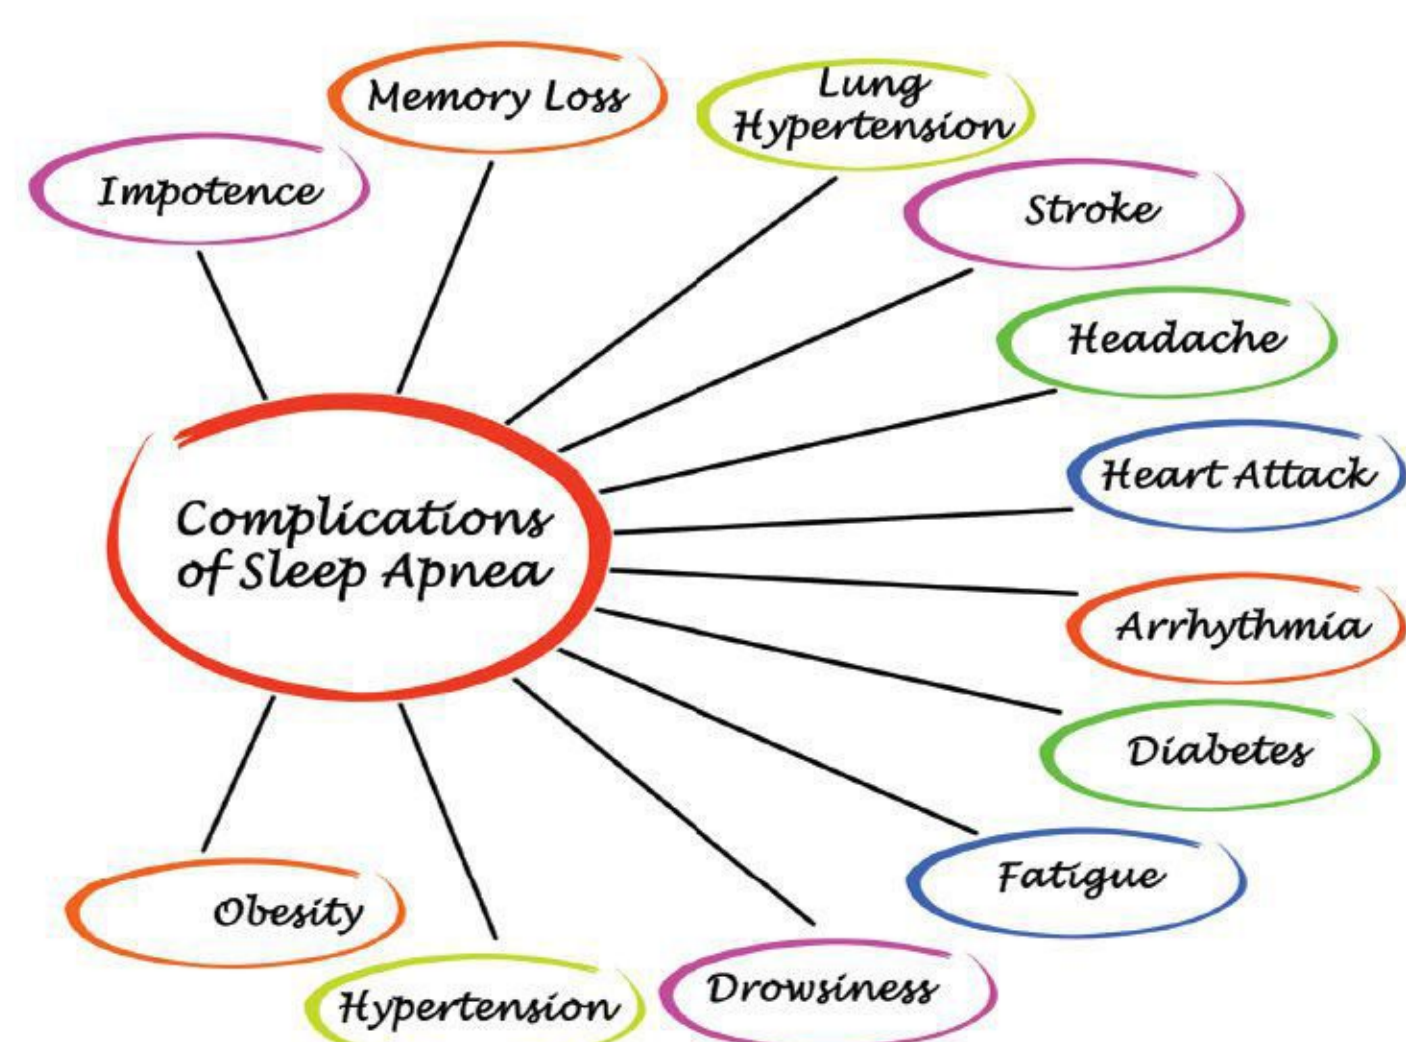 Memory Loss
Lung
Hypertension
Impotence
Stroke
Headache
Heart Attack
Complications
of Sleep Apnea
Arrhythmia
Diabetes
Fatigue
Obesity
Drowsiness
Hypertension